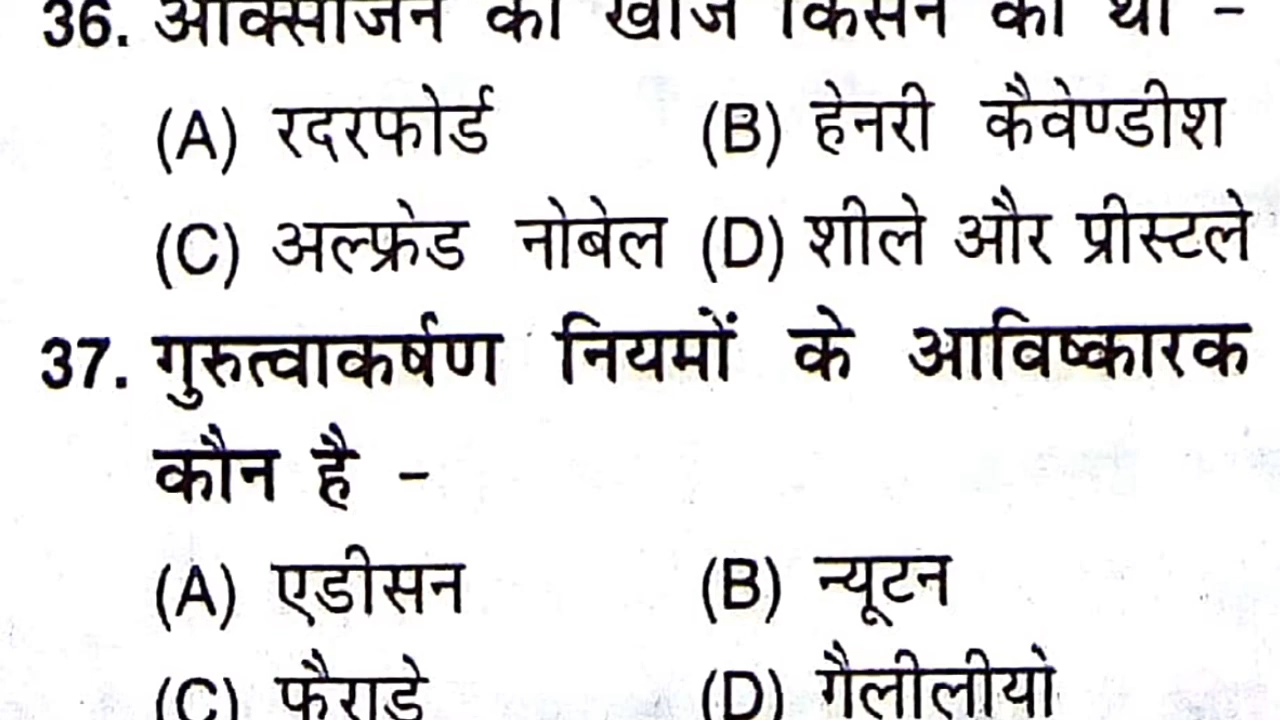 36. ऑक्सीजन की खोज किसने की थी -
(A) रदरफोर्ड (B) हेनरी कैवेण्डीश
(C) अल्फ्रेड नोबेल (D) शीले और प्रीस्टले
37. गुरुत्वाकर्षण नियमों के आविष्कारक
कौन है -
(A) एडीसन (B) न्यूटन
(C) फैराडे (D) गैलीलीयो